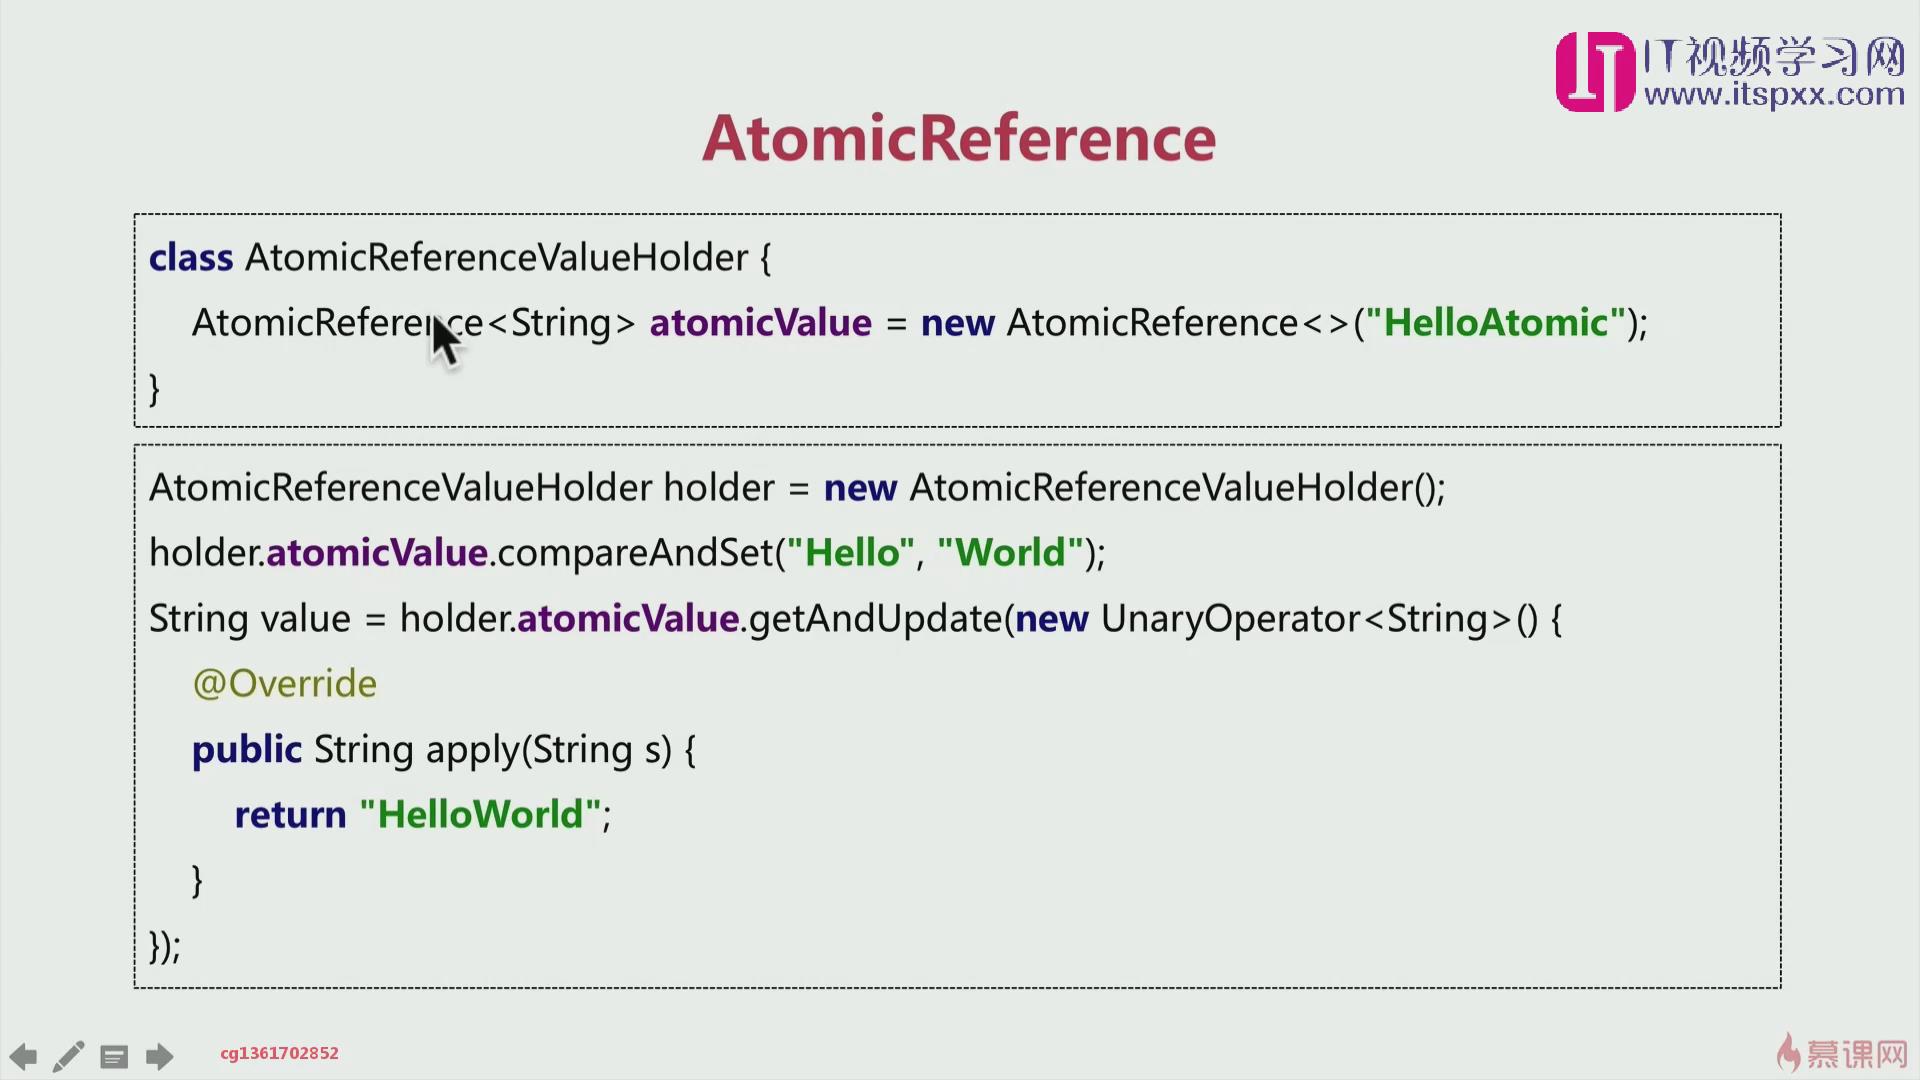 IT视频学习网
www.itspxx.com
AtomicReference
class AtomicReferenceValueHolder {
AtomicReference<String> atomicValue = new AtomicReference<>("HelloAtomic");
}
AtomicReferenceValueHolder holder = new AtomicReferenceValueHolder();
holder.atomicValue.compareAndSet("Hello", "World");
String value = holder.atomicValue.getAndUpdate(new UnaryOperator<String>() {
@Override
public String apply(String s) {
return "HelloWorld";
}
});
cg1361702852
慕课网